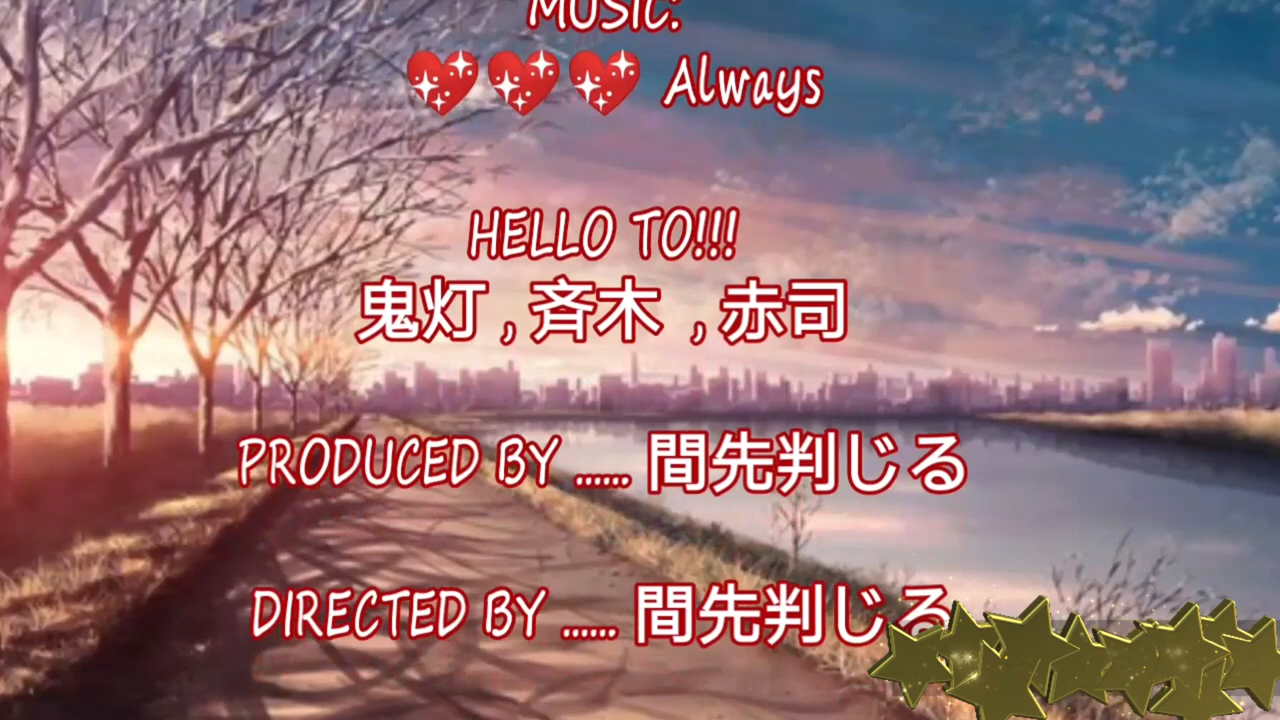 MUSIC:
💖💖💖 Always
HELLO TO!!!
鬼灯 , 斉木 , 赤司
PRODUCED BY ...... 間先判じる
DIRECTED BY ...... 間先判じる